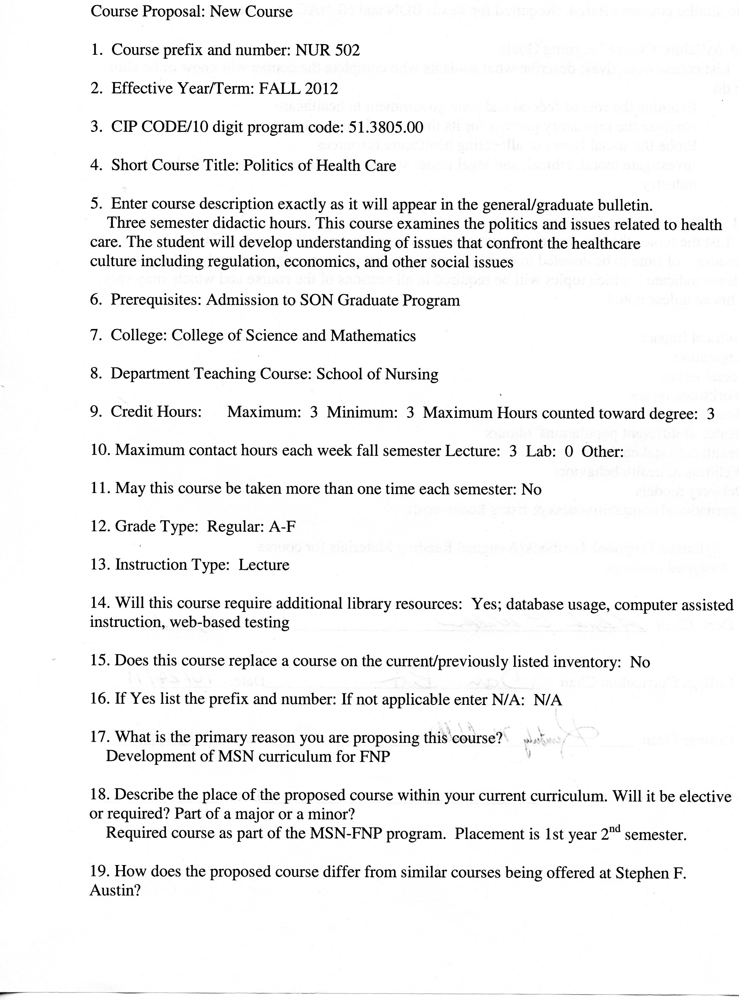 Course Proposal: New Course
1. Course prefix and number: NUR 502
2. Effective Year/Term: FALL 2012
3. CIP CODE/10 digit program code: 51.3805.00
4. Short Course Title: Politics of Health Care
5. Enter course description exactly as it will appear in the general/graduate bulletin.
Three semester didactic hours. This course examines the politics and issues related to health
care. The student will develop understanding of issues that confront the healthcare
culture including regulation, economics, and other social issues
6. Prerequisites: Admission to SON Graduate Program
7. College: College of Science and Mathematics
8. Department Teaching Course: School of Nursing
9. Credit Hours: Maximum: 3 Minimum: 3 Maximum Hours counted toward degree: 3
10. Maximum contact hours each week fall semester Lecture: 3 Lab: 0 Other:
11. May this course be taken more than one time each semester: No
12. Grade Type: Regular: A-F
13. Instruction Type: Lecture
14. Will this course require additional library resources: Yes; database usage, computer assisted
instruction, web-based testing
15. Does this course replace a course on the current/previously listed inventory: No
16. If Yes list the prefix and number: If not applicable enter N/A: N/A
17. What is the primary reason you are proposing this course?
Development of MSN curriculum for FNP
18. Describe the place of the proposed course within your current curriculum. Will it be elective
or required? Part of a major or a minor?
Required course as part of the MSN-FNP program. Placement is 1st year 2nd semester.
19. How does the proposed course differ from similar courses being offered at Stephen F.
Austin?